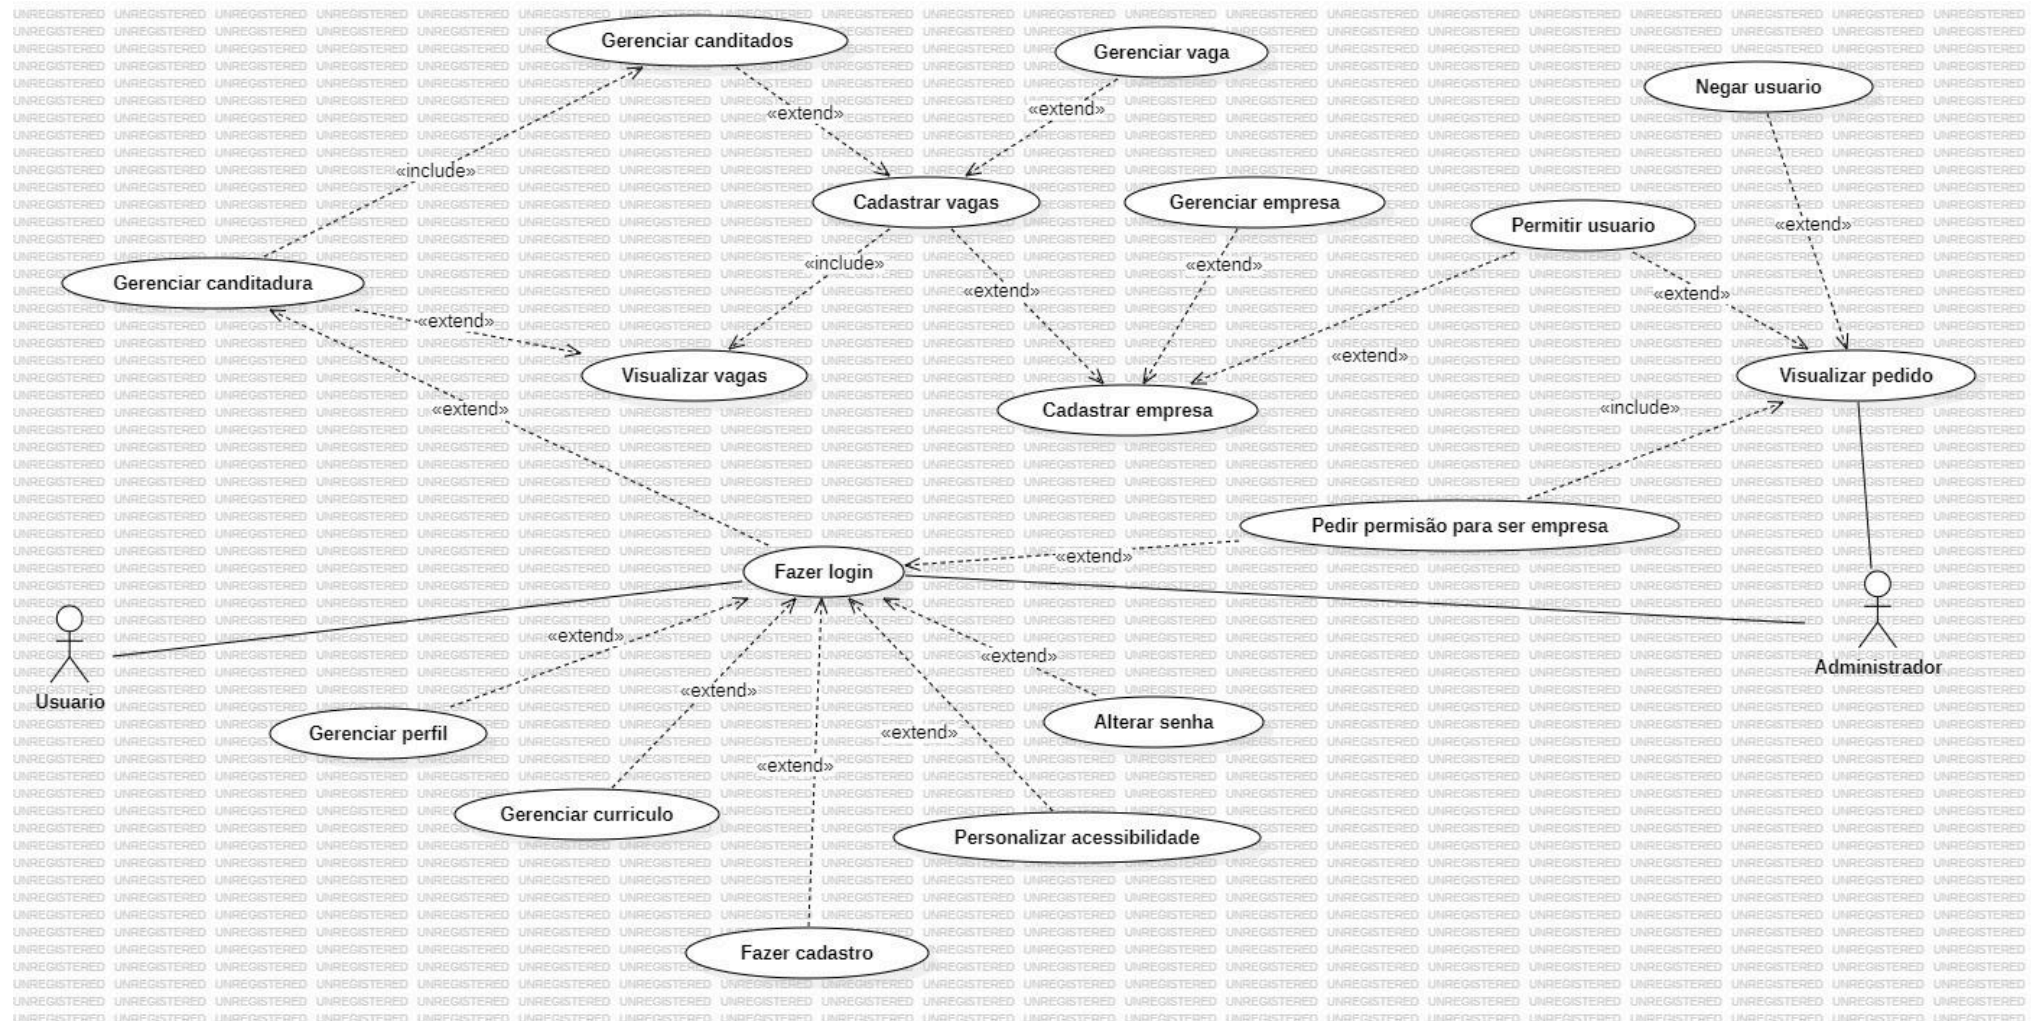 Gerenciar canditados
Gerenciar vaga
Negar usuario
«extend»
«extend»
«include»
Cadastrar vagas
Gerenciar empresa
Permitir usuario
«extend»
«include»
«extend»
«extend»
«extend»
Gerenciar canditadura
«extend»
«extend»
Visualizar vagas
Visualizar pedido
«extend»
Cadastrar empresa
«include»
Pedir permisão para ser empresa
«extend»
Fazer login
«extend»
«extend»
Administrador
Usuario
«extend»
Alterar senha
Gerenciar perfil
«extend»
«extend»
Gerenciar curriculo
Personalizar acessibilidade
Fazer cadastro
UNREGISTERED